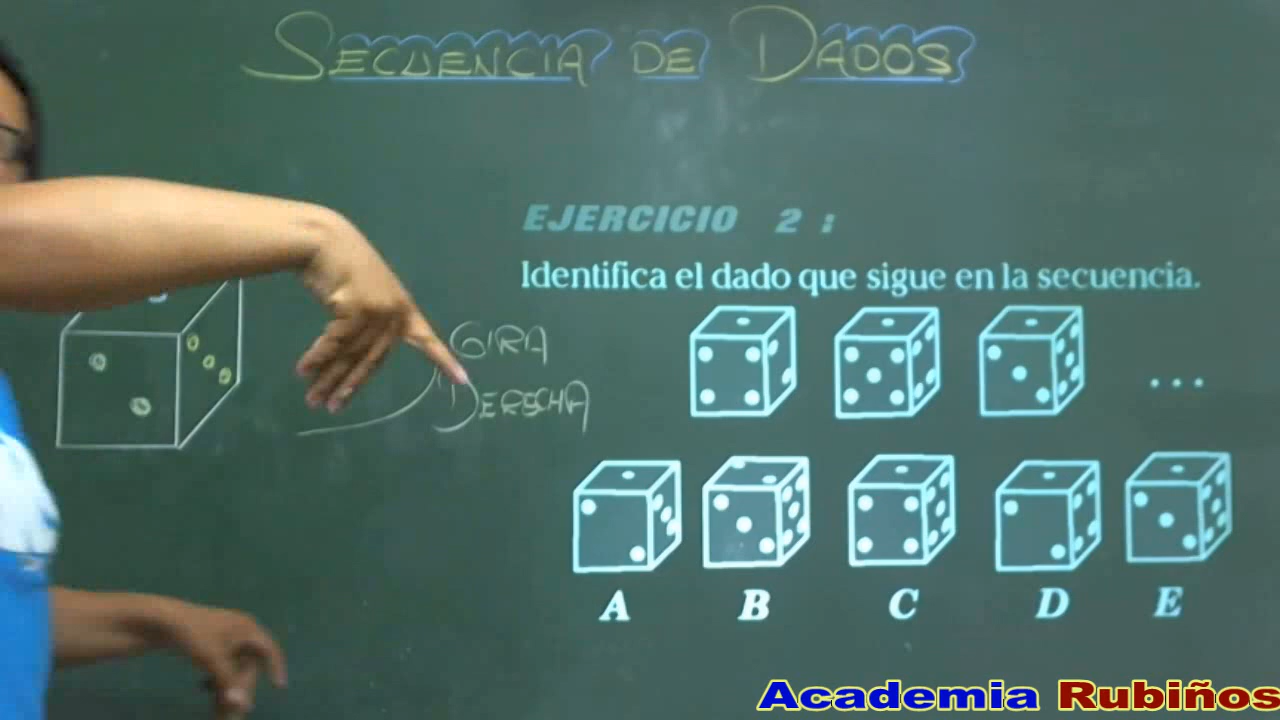 SECUENCIA DE DADOS
EJERCICIO 2 :
Identifica el dado que sigue en la secuencia.
GIRA
DERECHA
...
A B C D E
Academia Rubiños